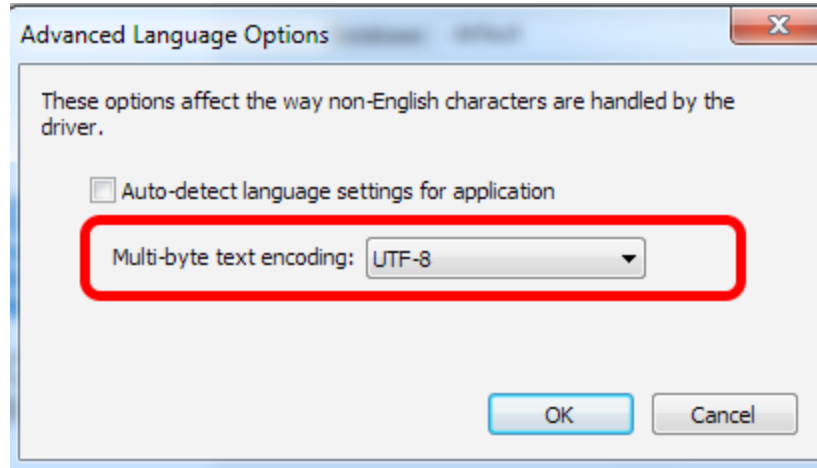 Advanced Language Options
These options affect the way non-English characters are handled by the
driver.
Auto-detect language settings for application
Multi-byte text encoding: UTF-8
OK Cancel